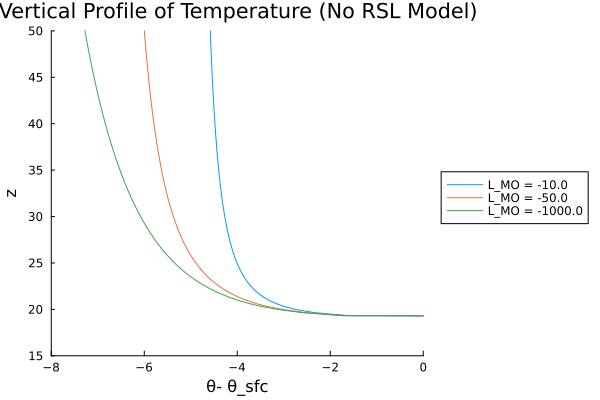 Vertical Profile of Temperature (No RSL Model)
50
45
40
35
30
25
20
15
z
−8
−6
−4
−2
0
θ- θ_sfc
L_MO = -10.0
L_MO = -50.0
L_MO = -1000.0